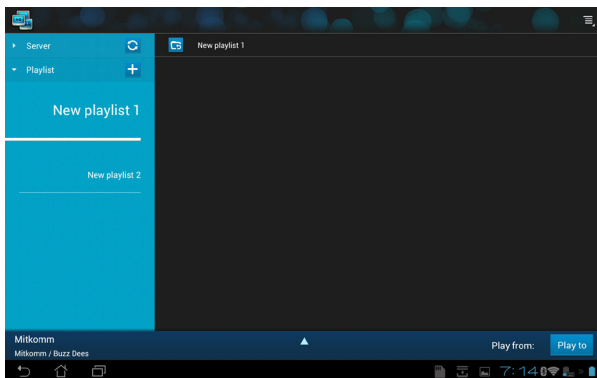 Server
New playlist 1
Playlist
New playlist 1
New playlist 2
Mitkomm
Mitkomm / Buzz Dees
Play from:
Play to
7:14